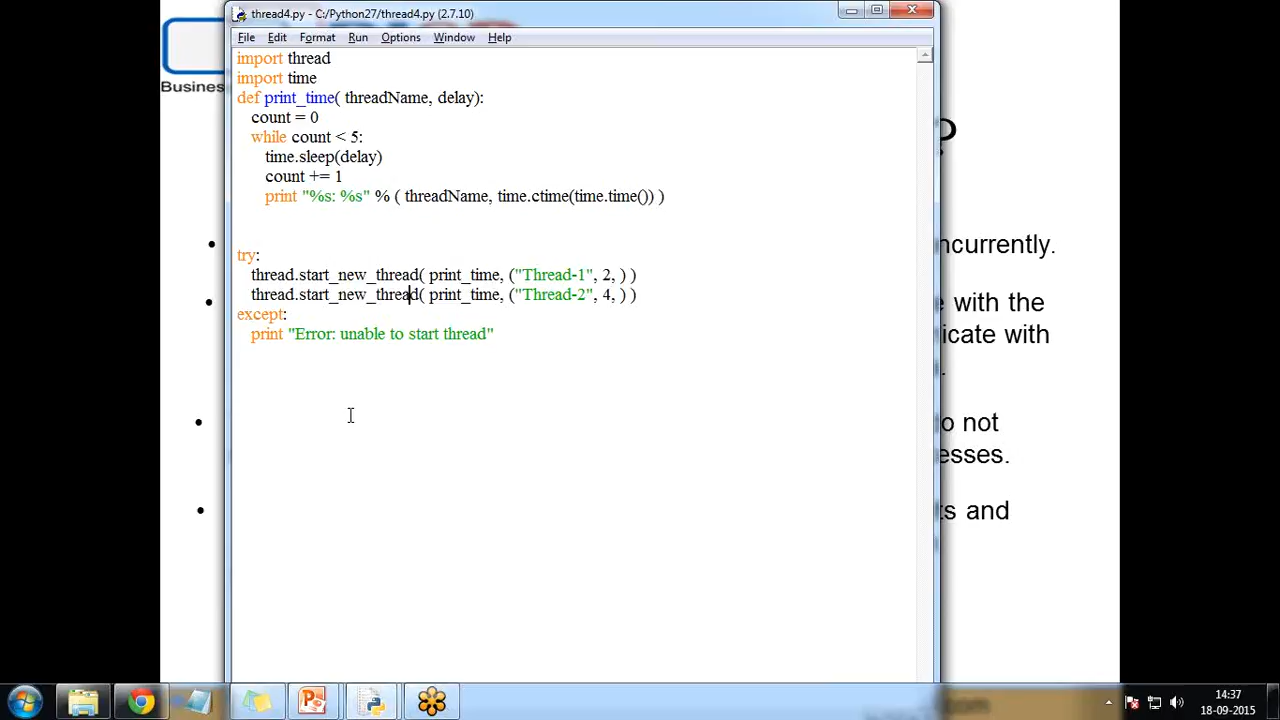 thread4.py - C:/Python27/thread4.py (2.7.10)
File Edit Format Run Options Window Help
import thread
import time
def print_time( threadName, delay):
count = 0
while count < 5:
time.sleep(delay)
count += 1
print "%s: %s" % ( threadName, time.ctime(time.time()) )
try:
thread.start_new_thread( print_time, ("Thread-1", 2, ) )
thread.start_new_thread( print_time, ("Thread-2", 4, ) )
except:
print "Error: unable to start thread"
Busines
?
ncurrently.
e with the
icate with
.
o not
esses.
ts and
14:37
18-09-2015